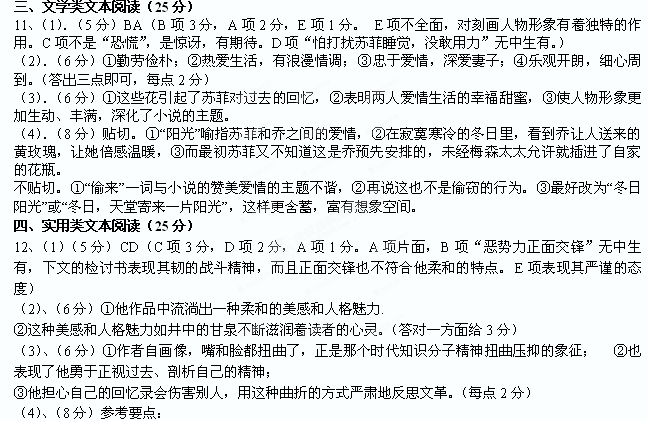 三、文学类文本阅读(25 分)
11、(1).(5分)BA(B 项 3分，A 项 2分，E 项 1分。 E 项不全面，对刻画人物形象有着独特的作
用。C 项不是“恐慌”，是惊讶，有期待。D 项“怕打扰苏菲睡觉，没敢用力”无中生有。)
(2).(6分)①勤劳俭朴；②热爱生活，有浪漫情调；③忠于爱情，深爱妻子；④乐观开朗，细心周
到。(答出三点即可，每点 2分)
(3).(6分)①这些花引起了苏菲对过去的回忆，②表明两人爱情生活的幸福甜蜜，③使人物形象更
加生动、丰满，深化了小说的主题。
(4).(8分)贴切。①“阳光”喻指苏菲和乔之间的爱情，②在寂寞寒冷的冬日里，看到乔让人送来的
黄玫瑰，让她倍感温暖，③而最初苏菲又不知道这是乔预先安排的，未经梅森太太允许就插进了自家
的花瓶。
不贴切。①“偷来”一词与小说的赞美爱情的主题不谐，②再说这也不是偷窃的行为。③最好改为“冬日
阳光”或“冬日，天堂寄来一片阳光”，这样更含蓄，富有想象空间。
四、实用类文本阅读(25 分)
12、(1)(5分)CD(C 项 3分，D 项 2分，A 项 1分。A 项片面，B 项“恶势力正面交锋”无中生
有，下文的检讨书表现其韧的战斗精神，而且正面交锋也不符合他柔和的特点。E 项表现其严谨的态
度)
(2)、(6分)①他作品中流淌出一种柔和的美感和人格魅力.
②这种美感和人格魅力如井中的甘泉不断滋润着读者的心灵。(答对一方面给 3分)
(3)、(6分)①作者自画像，嘴和脸都扭曲了，正是那个时代知识分子精神扭曲压抑的象征； ②也
表现了他勇于正视过去、剖析自己的精神；
③他担心自己的回忆录会伤害别人，用这种曲折的方式严肃地反思文革。(每点 2分)
(4)、(8分)参考要点：